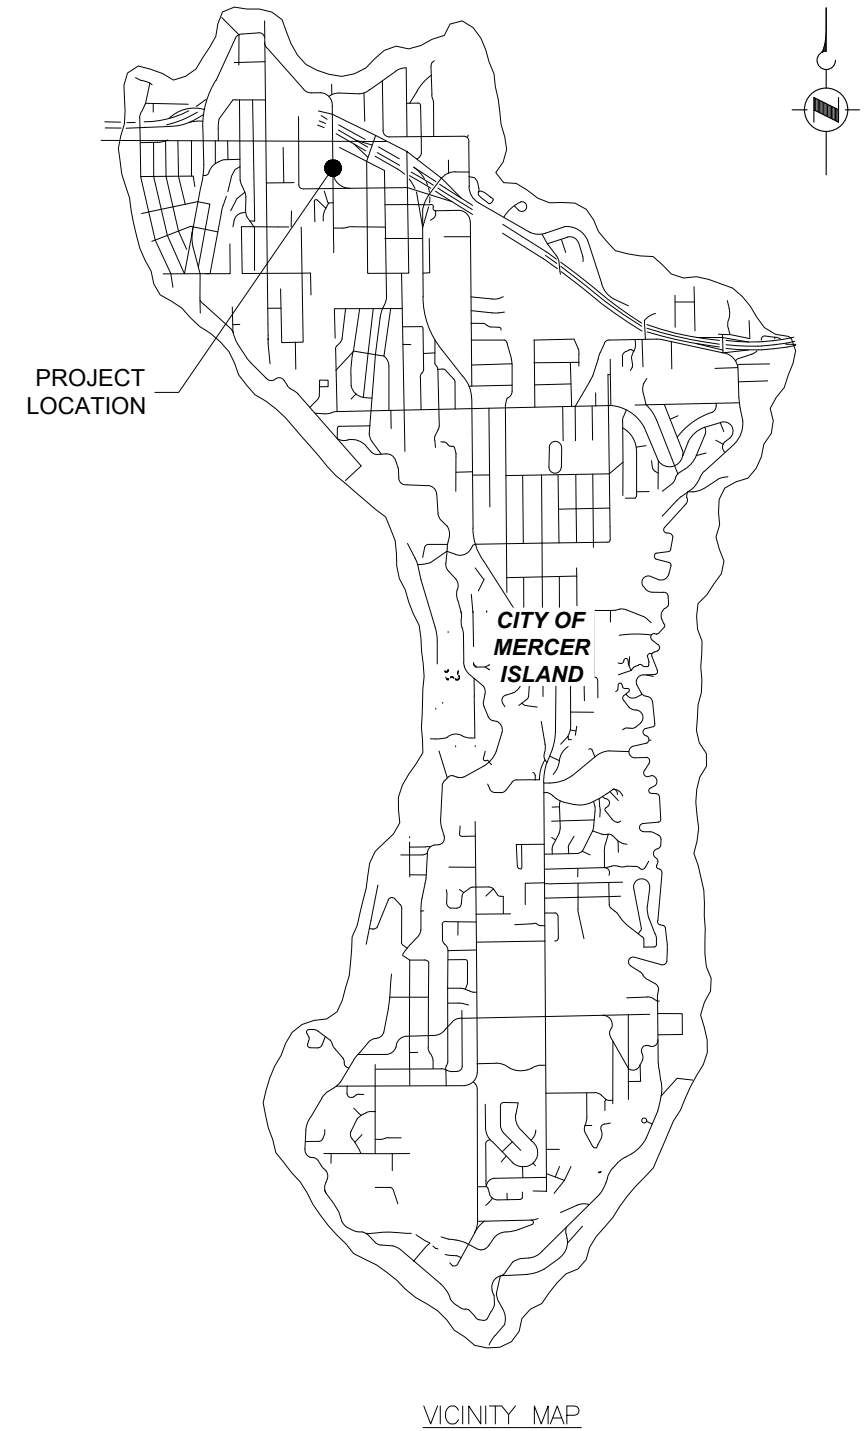 PROJECT
LOCATION
CITY OF
MERCER
ISLAND
VICINITY MAP